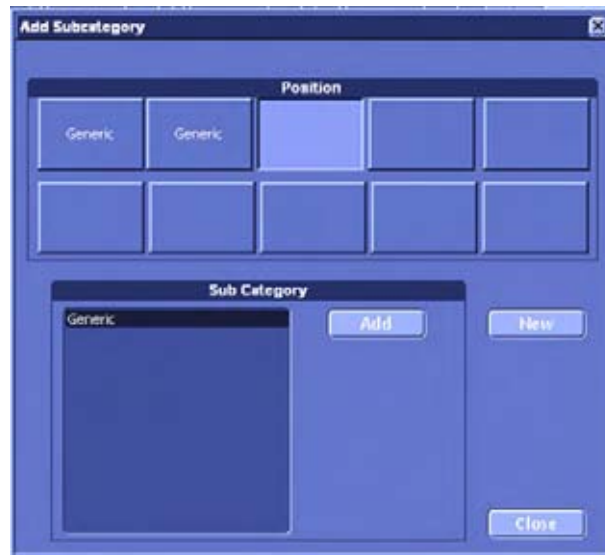 Add Subcategory
Position
Generic
Generic
Sub Category
Generic
Add
New
Close